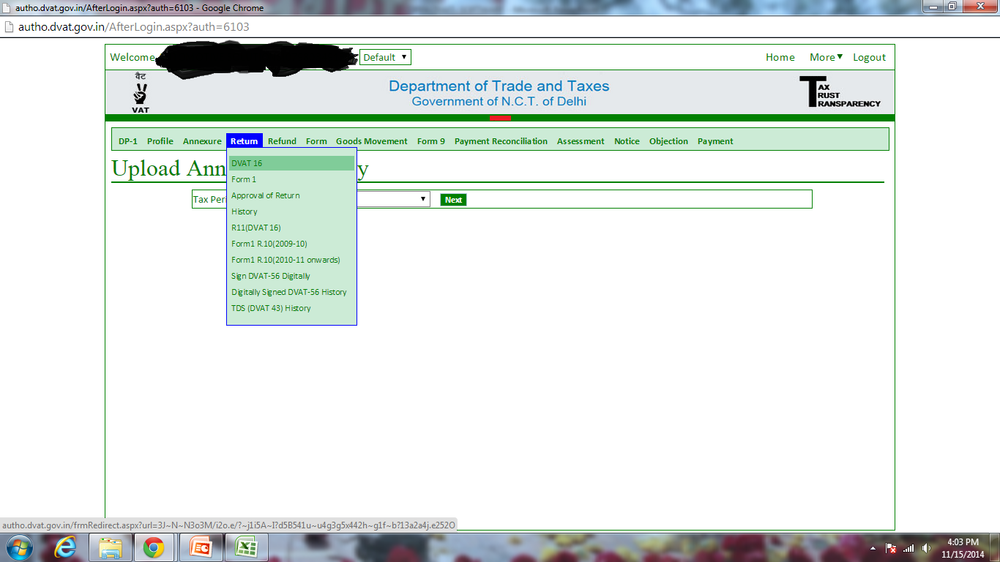 autho.dvat.gov.in/AfterLogin.aspx?auth=6103 - Google Chrome
autho.dvat.gov.in/AfterLogin.aspx?auth=6103
Welcome Default Home More Logout
वैट
VAT
Department of Trade and Taxes
Government of N.C.T. of Delhi
TAX
TRUST
TRANSPARENCY
DP-1 Profile Annexure Return Refund Form Goods Movement Form 9 Payment Reconciliation Assessment Notice Objection Payment
Upload Ann y
Tax Peri Next
DVAT 16
Form 1
Approval of Return
History
R11(DVAT 16)
Form1 R.10(2009-10)
Form1 R.10(2010-11 onwards)
Sign DVAT-56 Digitally
Digitally Signed DVAT-56 History
TDS (DVAT 43) History
autho.dvat.gov.in/frmRedirect.aspx?url=3J~N~N3o3M/i2o.e/?~j1i5A~I?d5B541u~u4g3g5x442h~g1f~b?13a2a4j.e252O
4:03 PM
11/15/2014